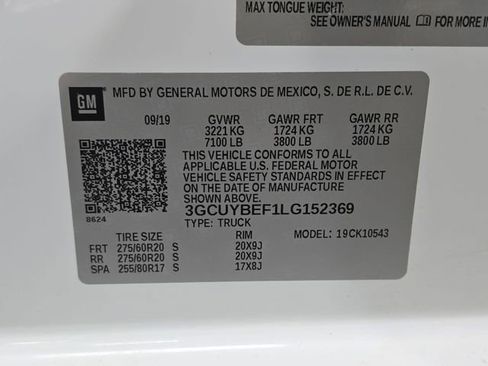 MAX TONGUE WEIGHT:
SEE OWNER'S MANUAL FOR MORE IN
GM
MFD BY GENERAL MOTORS DE MEXICO, S. DE R.L. DE C.V.
09/19 GVWR GAWR FRT GAWR RR
3221 KG 1724 KG 1724 KG
7100 LB 3800 LB 3800 LB
THIS VEHICLE CONFORMS TO ALL
APPLICABLE U.S. FEDERAL MOTOR
VEHICLE SAFETY STANDARDS IN EFFECT
ON THE DATE OF MANUFACTURE
SHOWN ABOVE.
3GCUYBEF1LG152369
8624
TYPE: TRUCK
TIRE SIZE RIM MODEL: 19CK10543
FRT 275/60R20 S 20X9J
RR 275/60R20 S 20X9J
SPA 255/80R17 S 17X8J